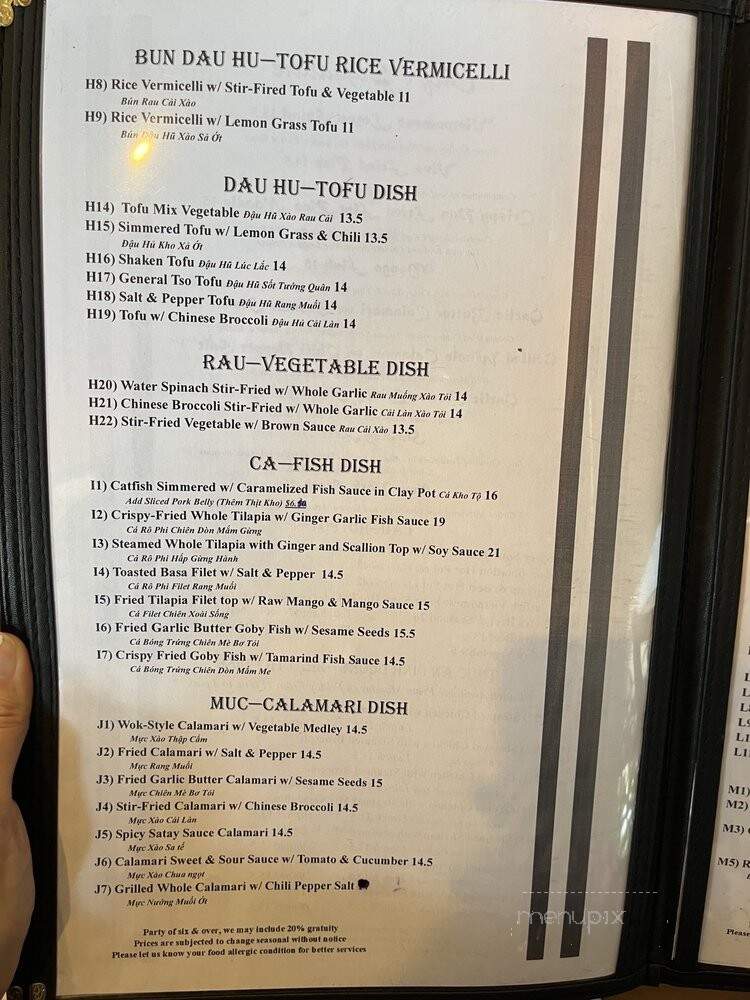 BUN DAU HU—TOFU RICE VERMICELLI
H8) Rice Vermicelli w/ Stir-Fired Tofu & Vegetable 11
Bún Rau Cải Xào
H9) Rice Vermicelli w/ Lemon Grass Tofu 11
Bún Đậu Hũ Xào Sả Ớt
DAU HU—TOFU DISH
H14) Tofu Mix Vegetable Đậu Hũ Xào Rau Cải 13.5
H15) Simmered Tofu w/ Lemon Grass & Chili 13.5
Đậu Hủ Kho Xả Ớt
H16) Shaken Tofu Đậu Hũ Lúc Lắc 14
H17) General Tso Tofu Đậu Hũ Sốt Tướng Quân 14
H18) Salt & Pepper Tofu Đậu Hũ Rang Muối 14
H19) Tofu w/ Chinese Broccoli Đậu Hủ Cải Làn 14
RAU—VEGETABLE DISH
H20) Water Spinach Stir-Fried w/ Whole Garlic Rau Muống Xào Tỏi 14
H21) Chinese Broccoli Stir-Fried w/ Whole Garlic Cải Làn Xào Tỏi 14
H22) Stir-Fried Vegetable w/ Brown Sauce Rau Cải Xào 13.5
CA—FISH DISH
I1) Catfish Simmered w/ Caramelized Fish Sauce in Clay Pot Cá Kho Tộ 16
Add Sliced Pork Belly (Thêm Thịt Kho) $6.
I2) Crispy-Fried Whole Tilapia w/ Ginger Garlic Fish Sauce 19
Cá Rô Phi Chiên Dòn Mắm Gừng
I3) Steamed Whole Tilapia with Ginger and Scallion Top w/ Soy Sauce 21
Cá Rô Phi Hấp Gừng Hành
I4) Toasted Basa Filet w/ Salt & Pepper 14.5
Cá Rô Phi Filet Rang Muối
I5) Fried Tilapia Filet top w/ Raw Mango & Mango Sauce 15
Cá Filet Chiên Xoài Sống
I6) Fried Garlic Butter Goby Fish w/ Sesame Seeds 15.5
Cá Bóng Trứng Chiên Mè Bơ Tỏi
I7) Crispy Fried Goby Fish w/ Tamarind Fish Sauce 14.5
Cá Bóng Trứng Chiên Dòn Mắm Me
MUC—CALAMARI DISH
J1) Wok-Style Calamari w/ Vegetable Medley 14.5
Mực Xào Thập Cẩm
J2) Fried Calamari w/ Salt & Pepper 14.5
Mực Rang Muối
J3) Fried Garlic Butter Calamari w/ Sesame Seeds 15
Mực Chiên Mè Bơ Tỏi
J4) Stir-Fried Calamari w/ Chinese Broccoli 14.5
Mực Xào Cải Làn
J5) Spicy Satay Sauce Calamari 14.5
Mực Xào Sa tế
J6) Calamari Sweet & Sour Sauce w/ Tomato & Cucumber 14.5
Mực Xào Chua ngọt
J7) Grilled Whole Calamari w/ Chili Pepper Salt
Mực Nướng Muối Ớt
Party of six & over, we may include 20% gratuity
Prices are subjected to change seasonal without notice
Please let us know your food allergic condition for better services
menupix
M1)
M2)
M3)
M5) R
Please